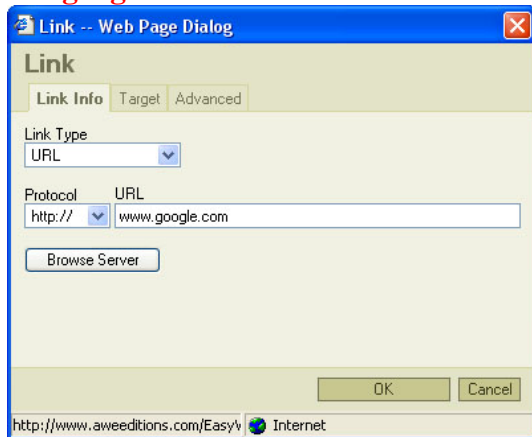 Link -- Web Page Dialog
Link
Link Info Target Advanced
Link Type
URL
Protocol URL
http:// www.google.com
Browse Server
OK Cancel
http://www.aweeditions.com/Easy Internet